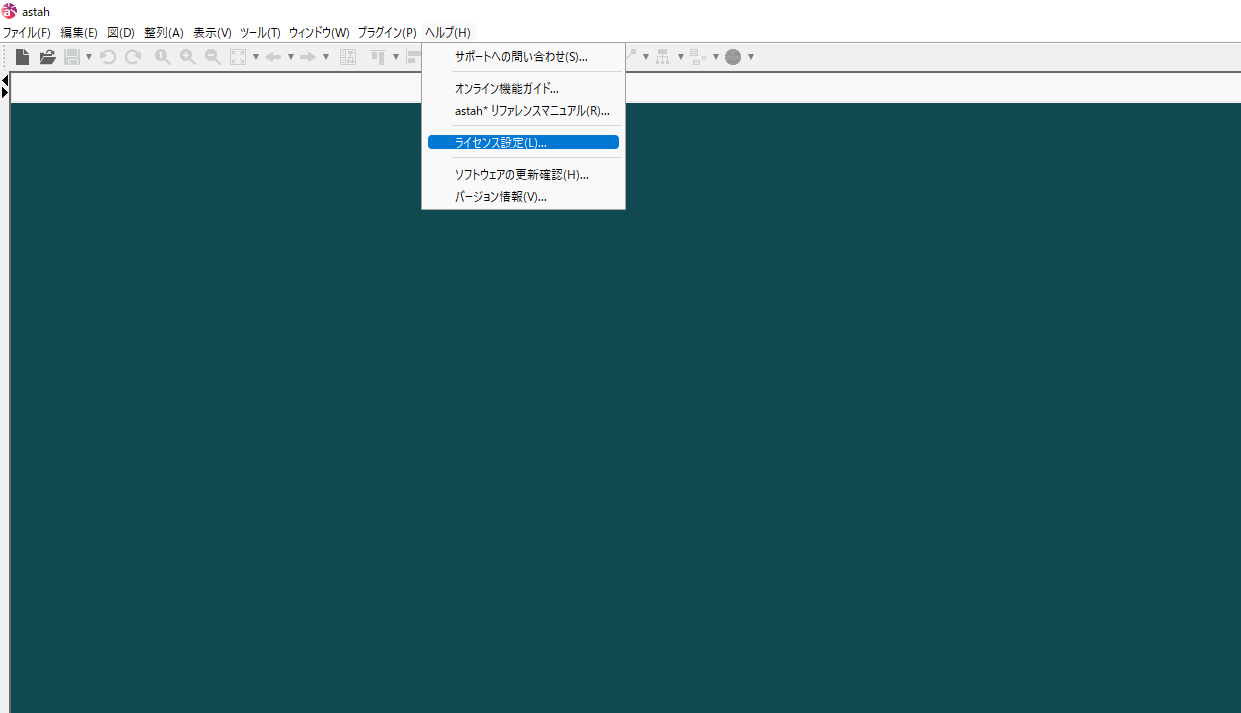 astah
ファイル(F) 編集(E) 図(D) 整列(A) 表示(V) ツール(T) ウィンドウ(W) プラグイン(P) ヘルプ(H)
サポートへの問い合わせ(S)...
オンライン機能ガイド...
astah* リファレンスマニュアル(R)...
ライセンス設定(L)...
ソフトウェアの更新確認(H)...
バージョン情報(V)...